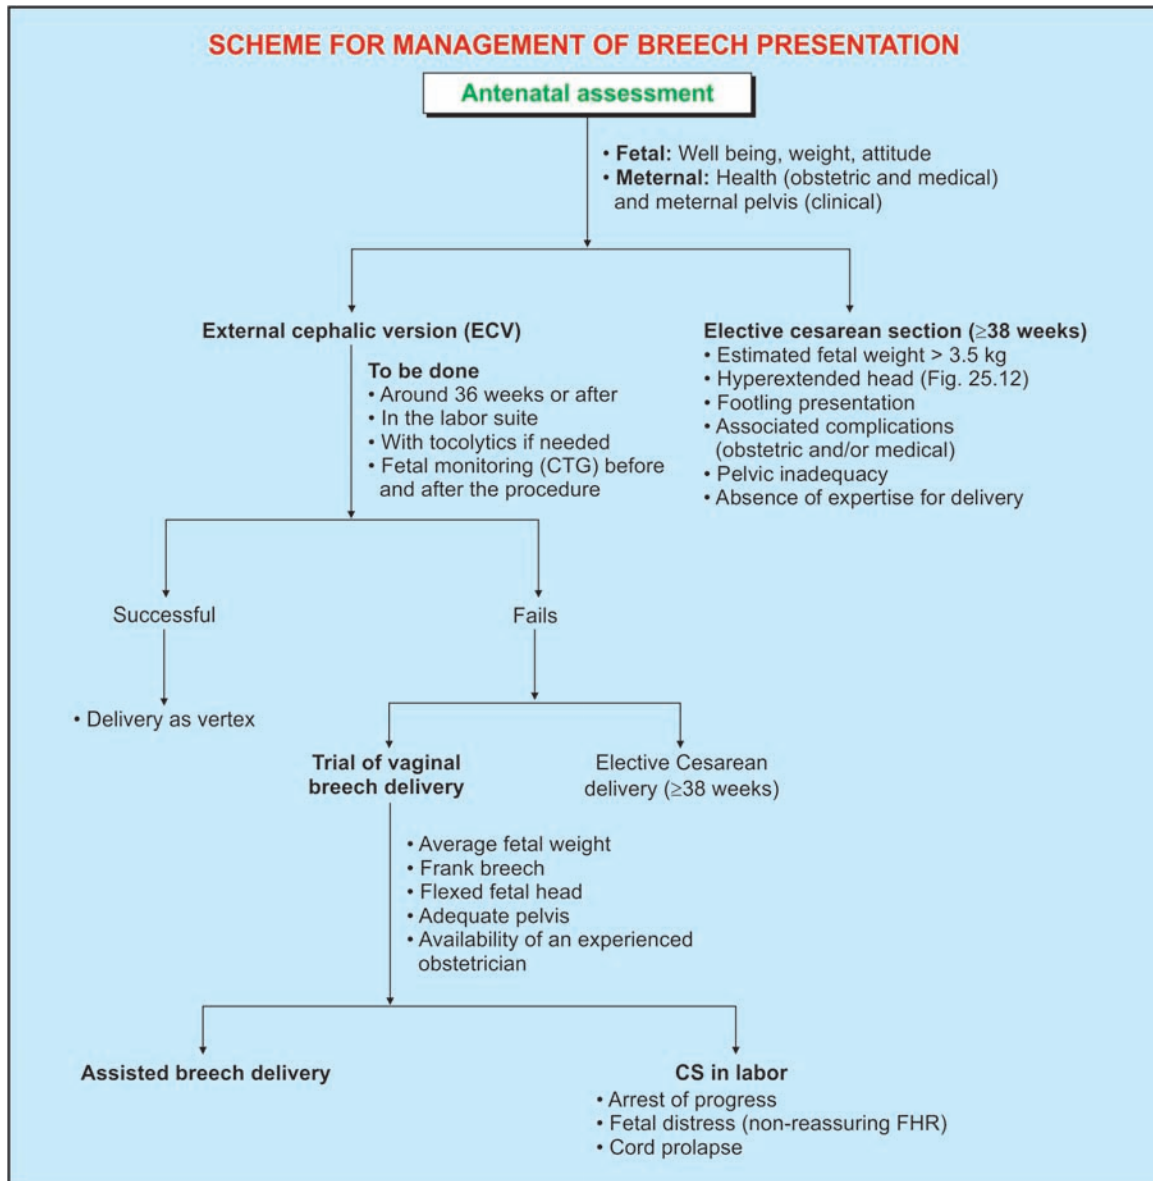 SCHEME FOR MANAGEMENT OF BREECH PRESENTATION
Antenatal assessment
• Fetal: Well being, weight, attitude
• Meternal: Health (obstetric and medical)
and meternal pelvis (clinical)
External cephalic version (ECV)
To be done
• Around 36 weeks or after
• In the labor suite
• With tocolytics if needed
• Fetal monitoring (CTG) before
and after the procedure
Elective cesarean section (≥38 weeks)
• Estimated fetal weight > 3.5 kg
• Hyperextended head (Fig. 25.12)
• Footling presentation
• Associated complications
(obstetric and/or medical)
• Pelvic inadequacy
• Absence of expertise for delivery
Successful
Fails
• Delivery as vertex
Trial of vaginal
breech delivery
Elective Cesarean
delivery (≥38 weeks)
• Average fetal weight
• Frank breech
• Flexed fetal head
• Adequate pelvis
• Availability of an experienced
obstetrician
Assisted breech delivery
CS in labor
• Arrest of progress
• Fetal distress (non-reassuring FHR)
• Cord prolapse